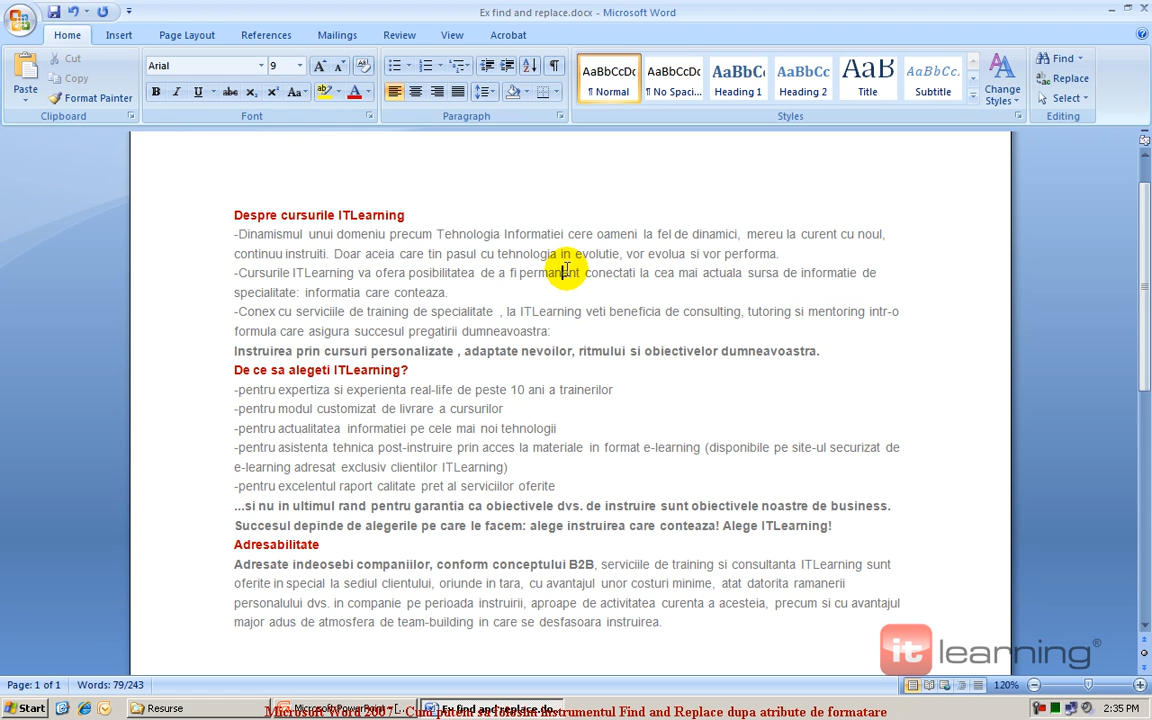 Ex find and replace.docx - Microsoft Word
Home Insert Page Layout References Mailings Review View Acrobat
Paste
Cut
Copy
Format Painter
Clipboard
Arial 9
B I U abc X₂ X² Aa
Font
Paragraph
AaBbCcDc AaBbCcDc AaBbC( AaBbCc AaB AaBbCc.
¶ Normal ¶ No Spaci... Heading 1 Heading 2 Title Subtitle
Change Styles
Styles
Find
Replace
Select
Editing
Despre cursurile ITLearning
-Dinamismul unui domeniu precum Tehnologia Informatiei cere oameni la fel de dinamici, mereu la curent cu noul,
continuu instruiti. Doar aceia care tin pasul cu tehnologia in evolutie, vor evolua si vor performa.
-Cursurile ITLearning va ofera posibilitatea de a fi permanent conectati la cea mai actuala sursa de informatie de
specialitate: informatia care conteaza.
-Conex cu serviciile de training de specialitate , la ITLearning veti beneficia de consulting, tutoring si mentoring intr-o
formula care asigura succesul pregatirii dumneavoastra:
Instruirea prin cursuri personalizate , adaptate nevoilor, ritmului si obiectivelor dumneavoastra.
De ce sa alegeti ITLearning?
-pentru expertiza si experienta real-life de peste 10 ani a trainerilor
-pentru modul customizat de livrare a cursurilor
-pentru actualitatea informatiei pe cele mai noi tehnologii
-pentru asistenta tehnica post-instruire prin acces la materiale in format e-learning (disponibile pe site-ul securizat de
e-learning adresat exclusiv clientilor ITLearning)
-pentru excelentul raport calitate pret al serviciilor oferite
...si nu in ultimul rand pentru garantia ca obiectivele dvs. de instruire sunt obiectivele noastre de business.
Succesul depinde de alegerile pe care le facem: alege instruirea care conteaza! Alege ITLearning!
Adresabilitate
Adresate indeosebi companiilor, conform conceptului B2B, serviciile de training si consultanta ITLearning sunt
oferite in special la sediul clientului, oriunde in tara, cu avantajul unor costuri minime, atat datorita ramanerii
personalului dvs. in companie pe perioada instruirii, aproape de activitatea curenta a acesteia, precum si cu avantajul
major adus de atmosfera de team-building in care se desfasoara instruirea.
it learning®
Page: 1 of 1 Words: 79/243 120%
Start Resurse Microsoft PowerPoint - [... Ex find and replace.do... 2:35 PM
Microsoft Word 2007 - Cum putem sa folosim instrumentul Find and Replace dupa atribute de formatare